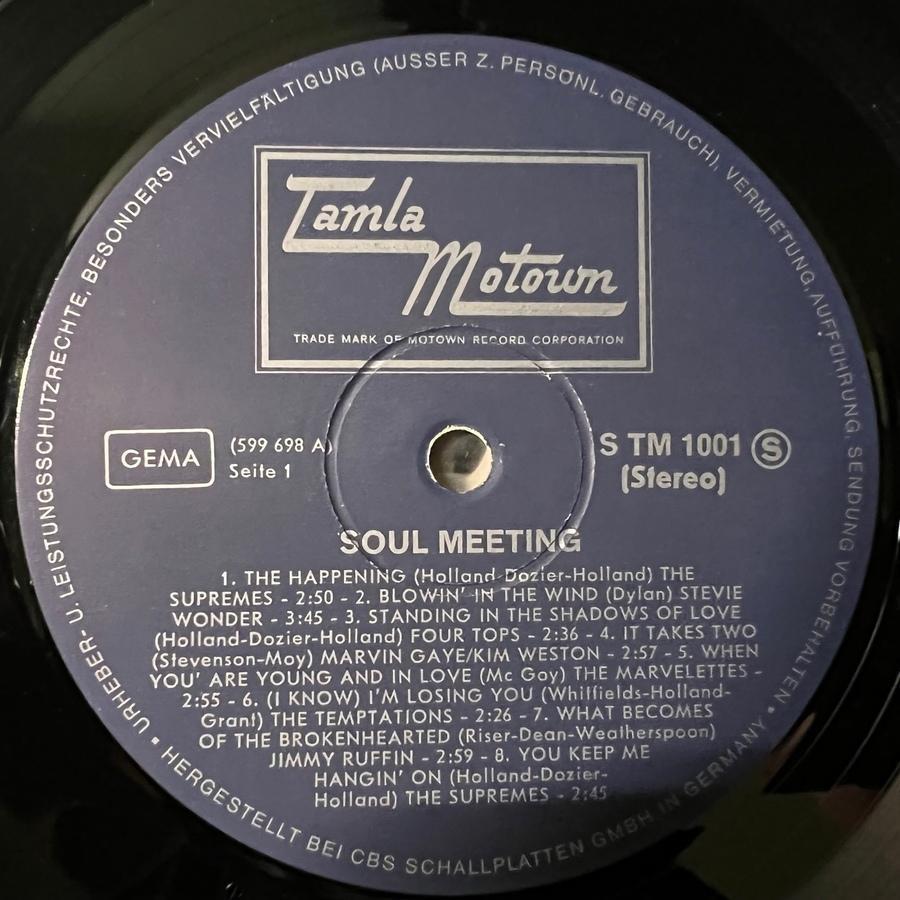 URHEBER- U. LEISTUNGSSCHUTZRECHTE, BESONDERS VERVIELFÄLTIGUNG (AUSSER Z. PERSÖNL. GEBRAUCH), VERMIETUNG, AUFFÜHRUNG, SENDUNG VORBEHALTEN •
Tamla
Motown
TRADE MARK OF MOTOWN RECORD CORPORATION
GEMA
(599 698 A)
Seite 1
S TM 1001 S
(Stereo)
SOUL MEETING
1. THE HAPPENING (Holland-Dozier-Holland) THE
SUPREMES - 2:50 - 2. BLOWIN' IN THE WIND (Dylan) STEVIE
WONDER - 3:45 - 3. STANDING IN THE SHADOWS OF LOVE
(Holland-Dozier-Holland) FOUR TOPS - 2:36 - 4. IT TAKES TWO
(Stevenson-Moy) MARVIN GAYE/KIM WESTON - 2:57 - 5. WHEN
YOU' ARE YOUNG AND IN LOVE (Mc Goy) THE MARVELETTES -
2:55 - 6. (I KNOW) I'M LOSING YOU (Whitfields-Holland-
Grant) THE TEMPTATIONS - 2:26 - 7. WHAT BECOMES
OF THE BROKENHEARTED (Riser-Dean-Weatherspoon)
JIMMY RUFFIN - 2:59 - 8. YOU KEEP ME
HANGIN' ON (Holland-Dozier-
Holland) THE SUPREMES - 2:45
• HERGESTELLT BEI CBS SCHALLPLATTEN GMBH IN GERMANY